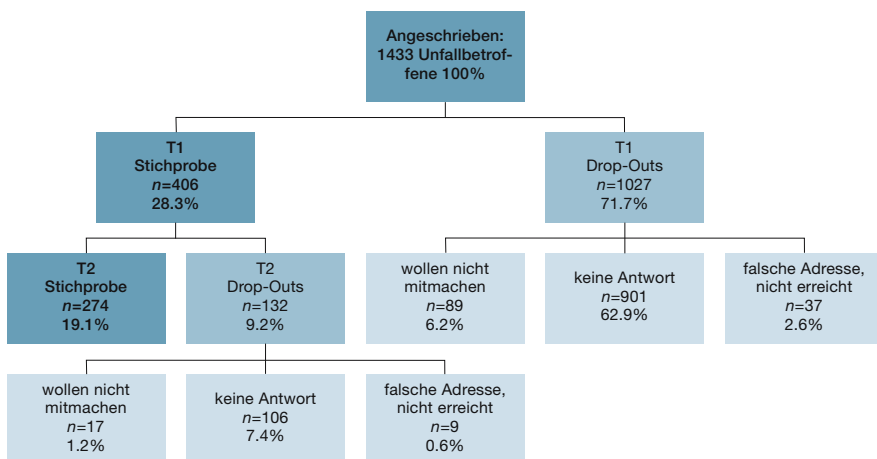 Angeschrieben:
1433 Unfallbetrof-
fene 100%
T1
Stichprobe
n=406
28.3%
T1
Drop-Outs
n=1027
71.7%
T2
Stichprobe
n=274
19.1%
T2
Drop-Outs
n=132
9.2%
wollen nicht
mitmachen
n=89
6.2%
keine Antwort
n=901
62.9%
falsche Adresse,
nicht erreicht
n=37
2.6%
wollen nicht
mitmachen
n=17
1.2%
keine Antwort
n=106
7.4%
falsche Adresse,
nicht erreicht
n=9
0.6%